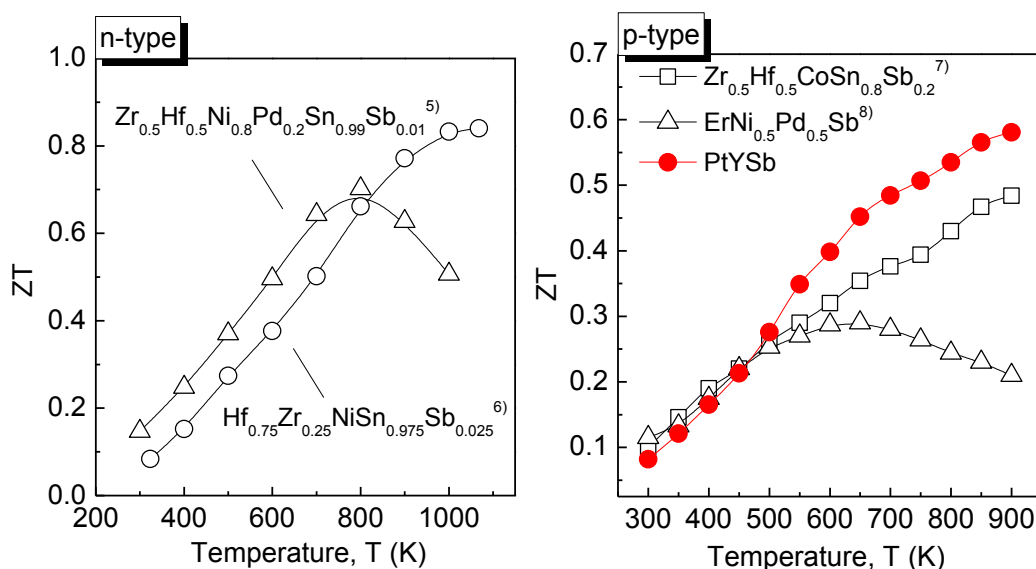 n-type
1.0
0.8
0.6
0.4
0.2
0.0
ZT
Zr0.5Hf0.5Ni0.8Pd0.2Sn0.99Sb0.01 5)
Hf0.75Zr0.25NiSn0.975Sb0.025 6)
200 400 600 800 1000
Temperature, T (K)
p-type
0.7
0.6
0.5
0.4
0.3
0.2
0.1
ZT
Zr0.5Hf0.5CoSn0.8Sb0.2 7)
ErNi0.5Pd0.5Sb8)
PtYSb
300 400 500 600 700 800 900
Temperature, T (K)